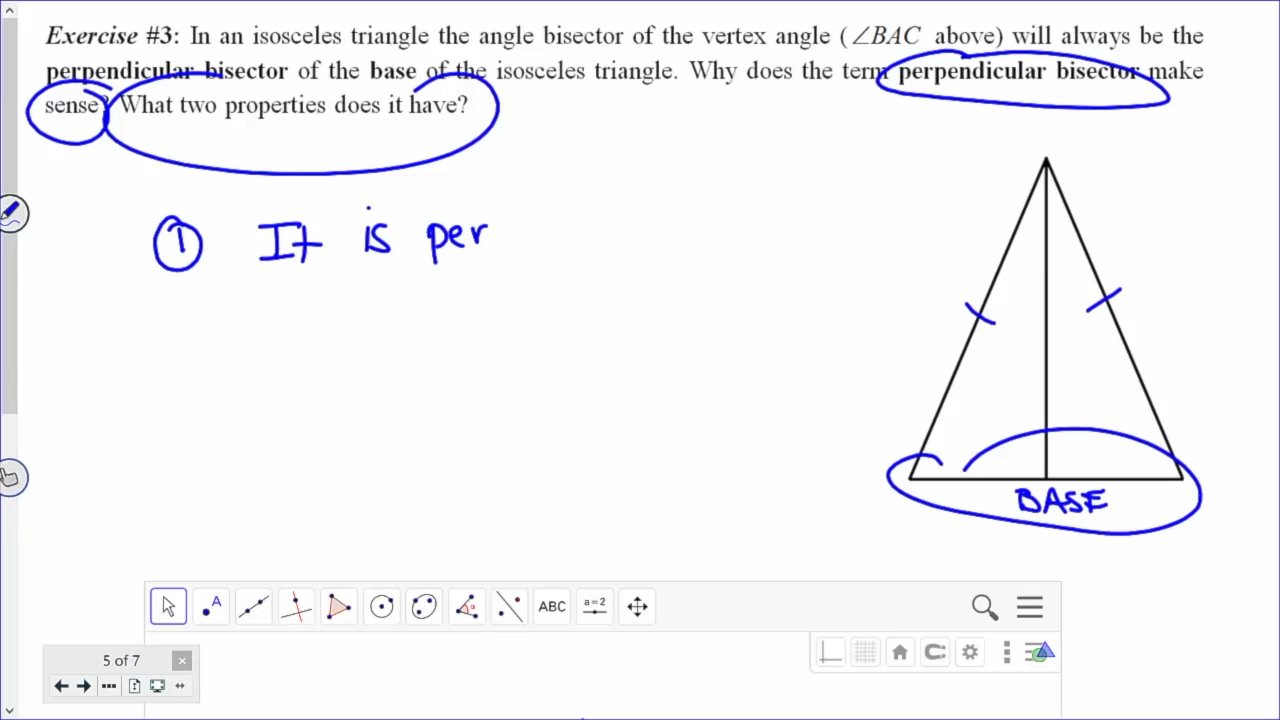 Exercise #3: In an isosceles triangle the angle bisector of the vertex angle (∠BAC above) will always be the
perpendicular bisector of the base of the isosceles triangle. Why does the term perpendicular bisector make
sense? What two properties does it have?
① It is per
BASE
A
α
ABC
a=2
5 of 7